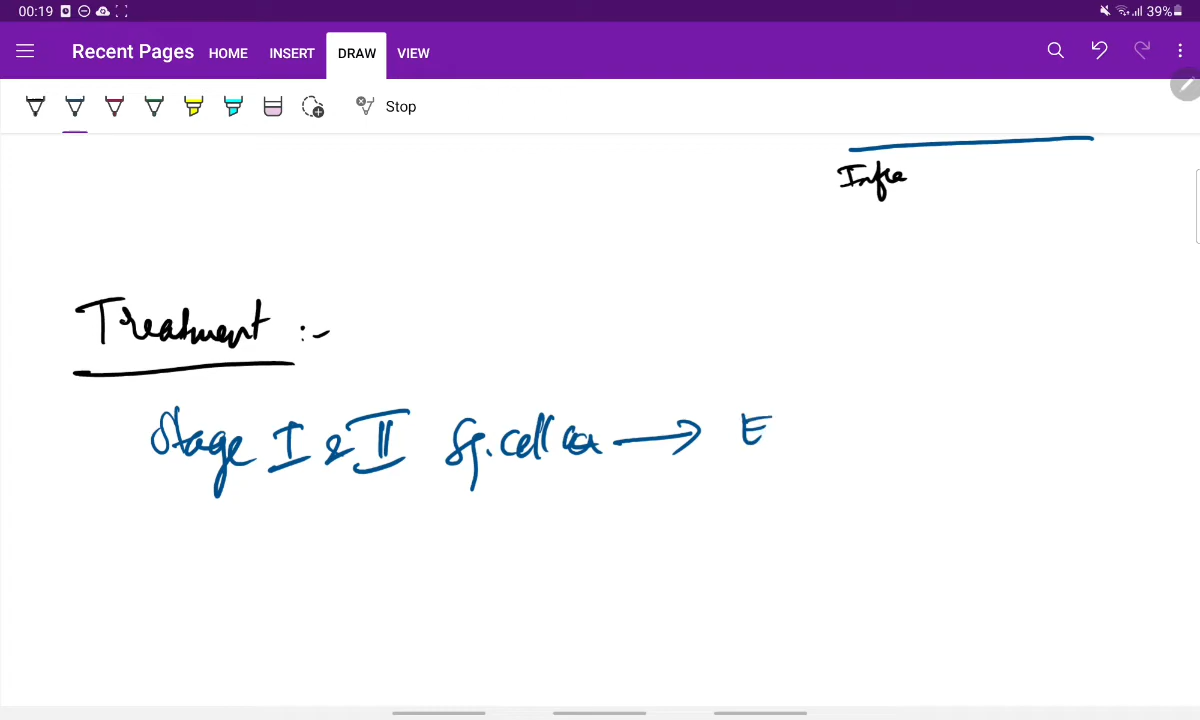 00:19 39%
Recent Pages HOME INSERT DRAW VIEW
Stop
Infra
Treatment :-
Stage I & II Sq. cell ca → E